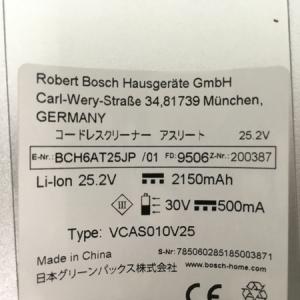 Robert Bosch Hausgeräte GmbH
Carl-Wery-Straße 34,81739 München,
GERMANY
コードレスクリーナー アスリート 25.2V
E-Nr.: BCH6AT25JP /01 FD: 9506 Z-Nr.: 200387
Li-Ion 25.2V 2150mAh
III 30V 500mA
Type: VCAS010V25
Made in China S-Nr: 785060285185003871
日本グリーンパックス株式会社 www.bosch-home.com